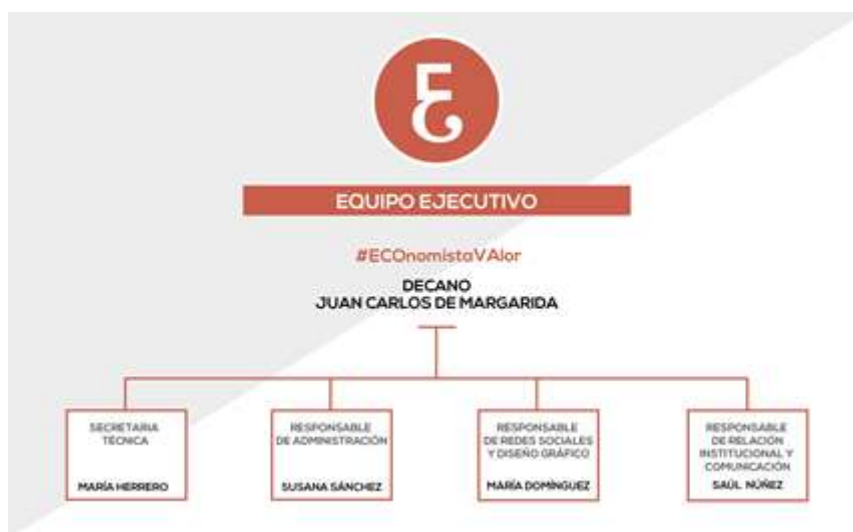 EQUIPO EJECUTIVO
#ECOnomistaVAlor
DECANO
JUAN CARLOS DE MARGARIDA
SECRETARIA
TÉCNICA
MARÍA HERRERO
RESPONSABLE
DE ADMINISTRACIÓN
SUSANA SÁNCHEZ
RESPONSABLE
DE REDES SOCIALES
Y DISEÑO GRÁFICO
MARÍA DOMÍNGUEZ
RESPONSABLE
DE RELACIÓN
INSTITUCIONAL Y
COMUNICACIÓN
SAÚL NÚÑEZ